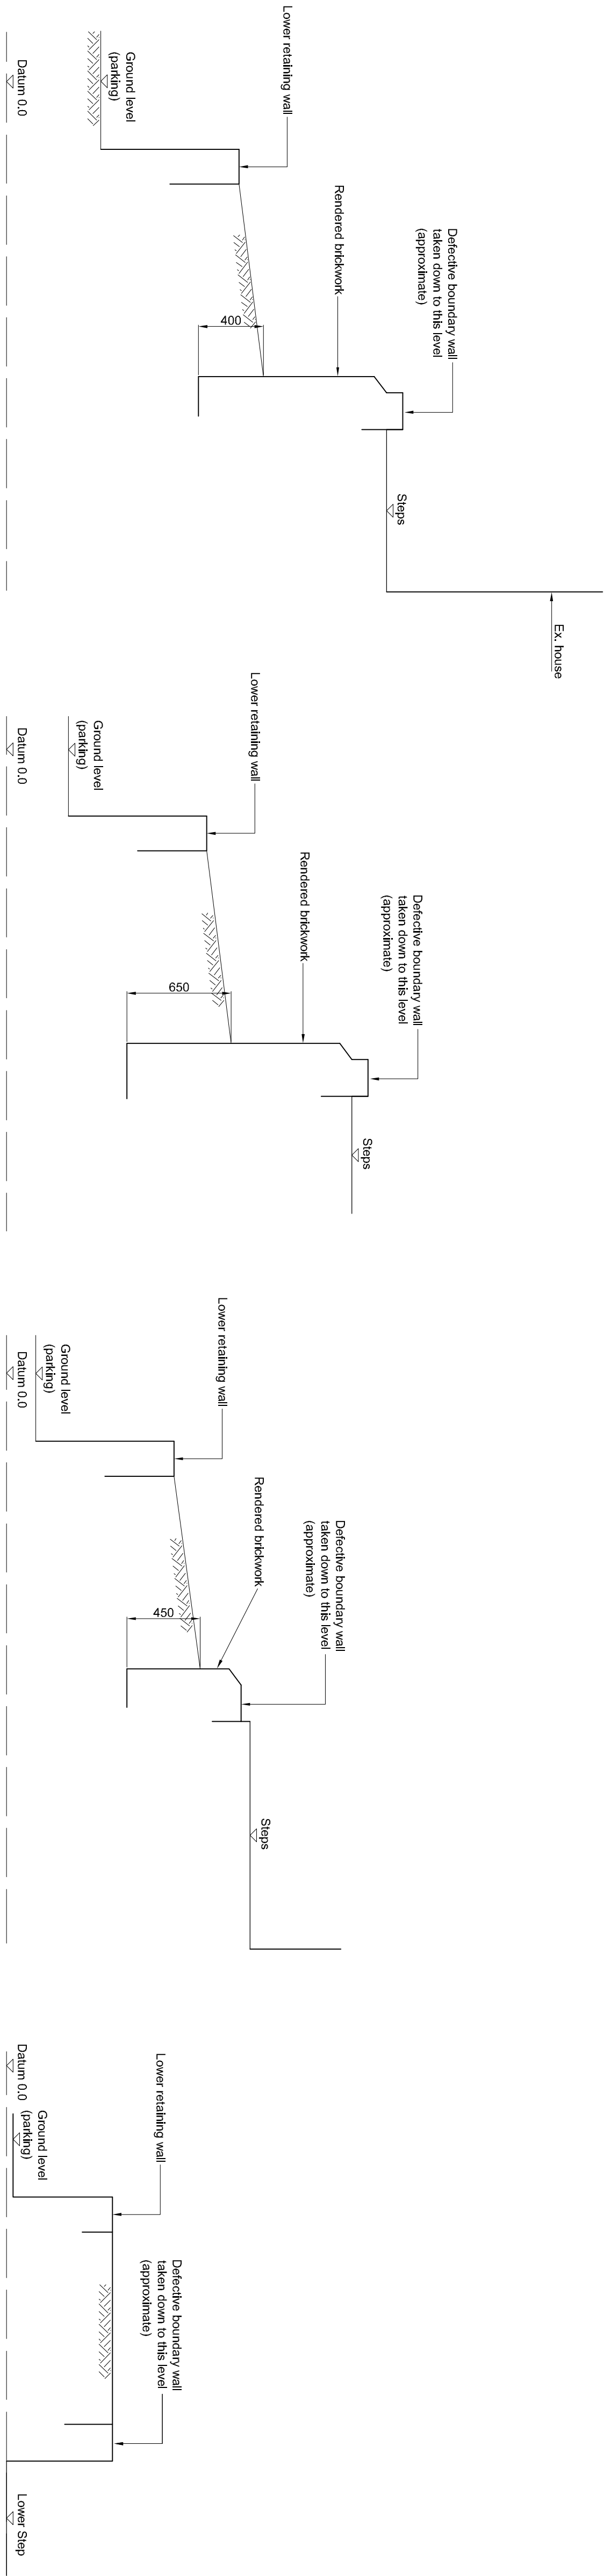 Lower retaining wall
Ground level
(parking)
Datum 0.0
Rendered brickwork
400
Defective boundary wall
taken down to this level
(approximate)
Steps
Ex. house
Lower retaining wall
Ground level
(parking)
Datum 0.0
Rendered brickwork
650
Defective boundary wall
taken down to this level
(approximate)
Steps
Lower retaining wall
Ground level
(parking)
Datum 0.0
Rendered brickwork
450
Defective boundary wall
taken down to this level
(approximate)
Steps
Lower retaining wall
Ground level
(parking)
Datum 0.0
Defective boundary wall
taken down to this level
(approximate)
Lower Step